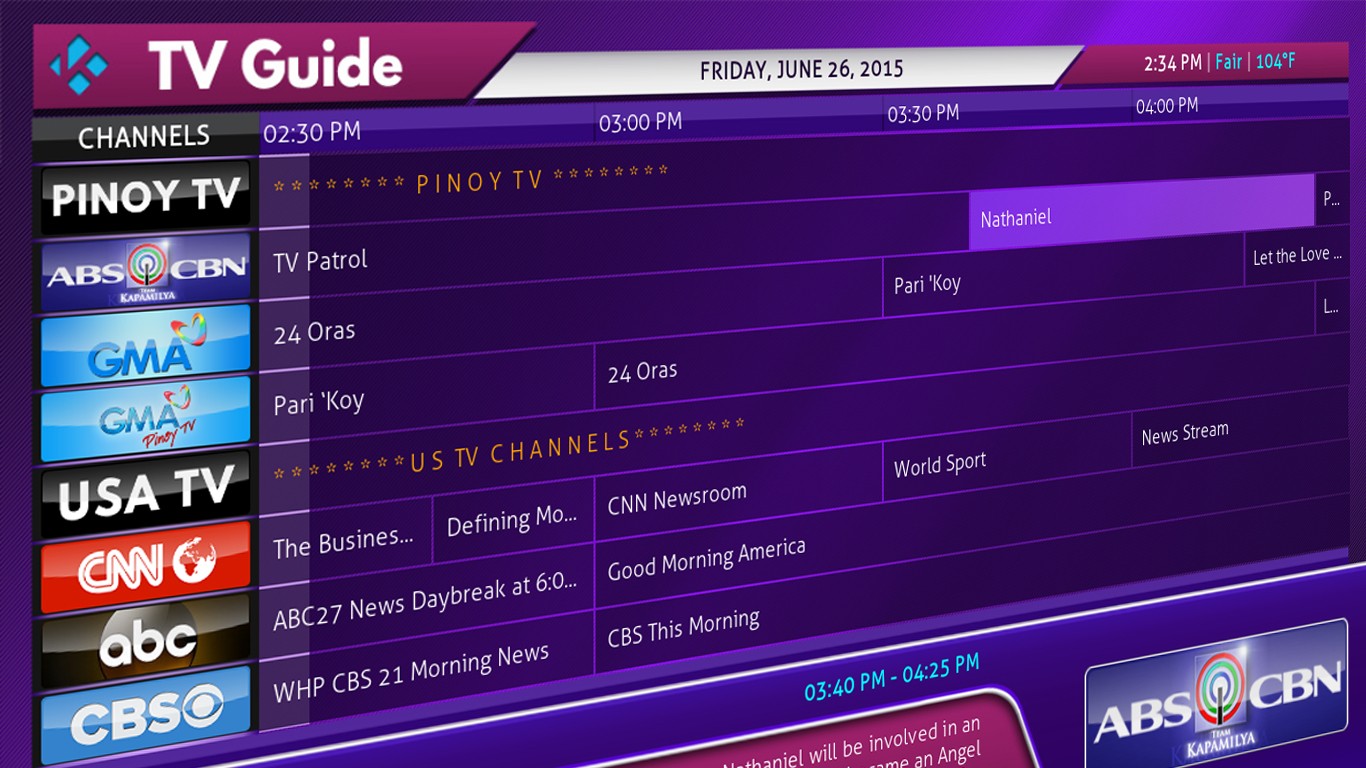 TV Guide
FRIDAY, JUNE 26, 2015
2:34 PM | Fair | 104°F
CHANNELS
02:30 PM
03:00 PM
03:30 PM
04:00 PM
PINOY TV
******** PINOY TV ********
ABS CBN
TEAM
KAPAMILYA
TV Patrol
Nathaniel
P...
GMA
24 Oras
Pari 'Koy
Let the Love ...
GMA
Pinoy TV
Pari 'Koy
24 Oras
L...
USA TV
********US TV CHANNELS********
CNN
The Busines...
Defining Mo...
CNN Newsroom
World Sport
News Stream
abc
ABC27 News Daybreak at 6:0...
Good Morning America
CBS
WHP CBS 21 Morning News
CBS This Morning
03:40 PM - 04:25 PM
Nathaniel will be involved in an
came an Angel
ABS CBN
TEAM
KAPAMILYA